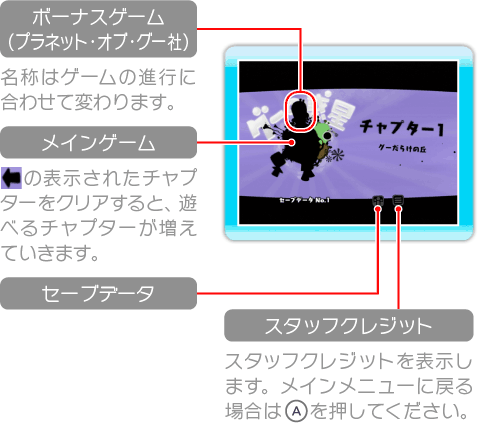 ボーナスゲーム
(プラネット・オブ・グー社)
名称はゲームの進行に
合わせて変わります。
メインゲーム
の表示されたチャプ
ターをクリアすると、遊
べるチャプターが増え
ていきます。
セーブデータ
チャプター1
グーだらけの丘
セーブデータ No.1
スタッフクレジット
スタッフクレジットを表示し
ます。メインメニューに戻る
場合はⒶを押してください。